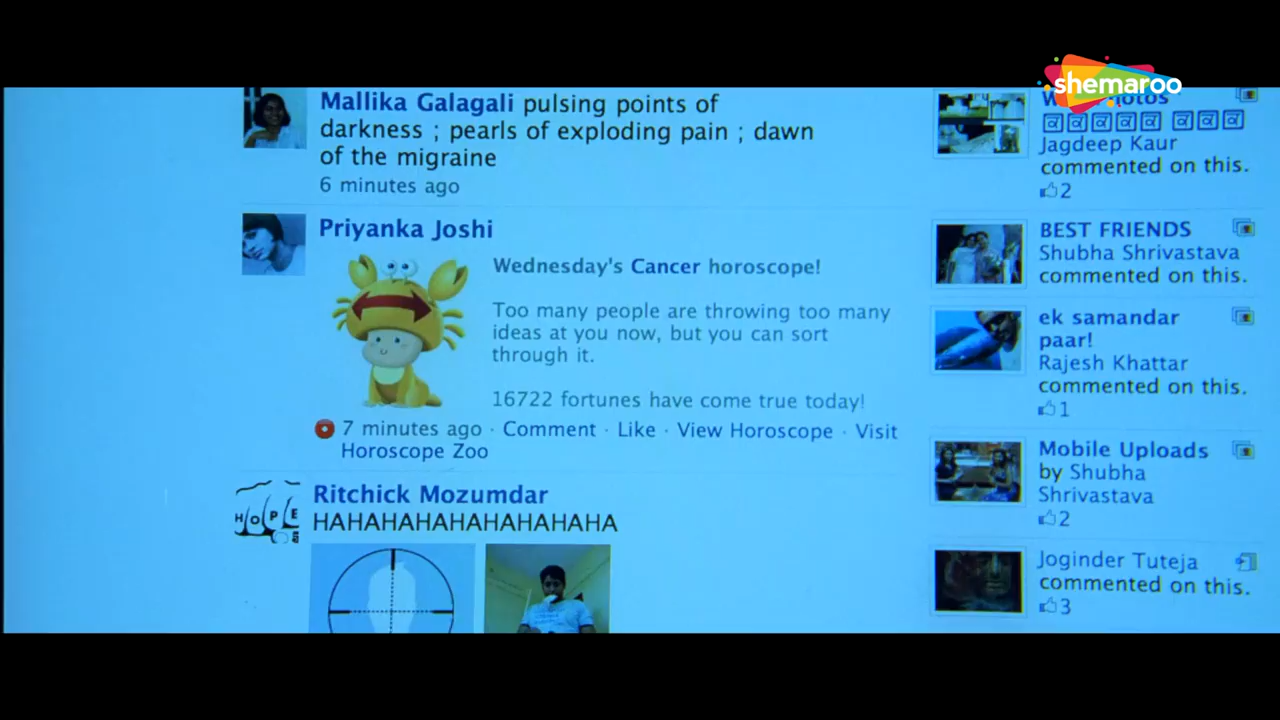 shemaroo
Mallika Galagali pulsing points of
darkness ; pearls of exploding pain ; dawn
of the migraine
6 minutes ago
Priyanka Joshi
Wednesday's Cancer horoscope!
Too many people are throwing too many
ideas at you now, but you can sort
through it.
16722 fortunes have come true today!
7 minutes ago · Comment · Like · View Horoscope · Visit
Horoscope Zoo
Ritchick Mozumdar
HAHAHAHAHAHAHAHAHA
HOPE
Jagdeep Kaur
commented on this.
2
BEST FRIENDS
Shubha Shrivastava
commented on this.
ek samandar
paar!
Rajesh Khattar
commented on this.
1
Mobile Uploads
by Shubha
Shrivastava
2
Joginder Tuteja
commented on this.
3